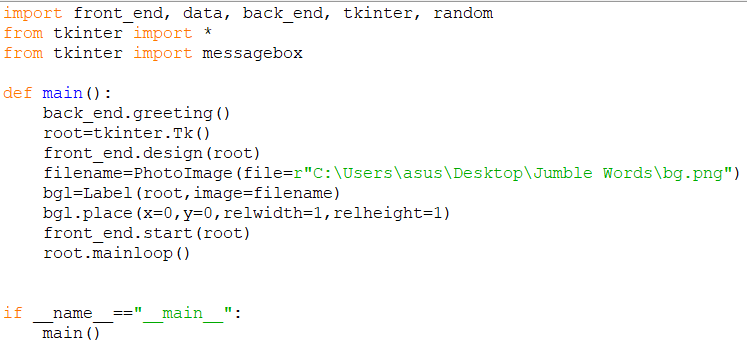 import front_end, data, back_end, tkinter, random
from tkinter import *
from tkinter import messagebox

def main():
    back_end.greeting()
    root=tkinter.Tk()
    front_end.design(root)
    filename=PhotoImage(file=r"C:\Users\asus\Desktop\Jumble Words\bg.png")
    bgl=Label(root,image=filename)
    bgl.place(x=0,y=0,relwidth=1,relheight=1)
    front_end.start(root)
    root.mainloop()


if __name__=="__main__":
    main()